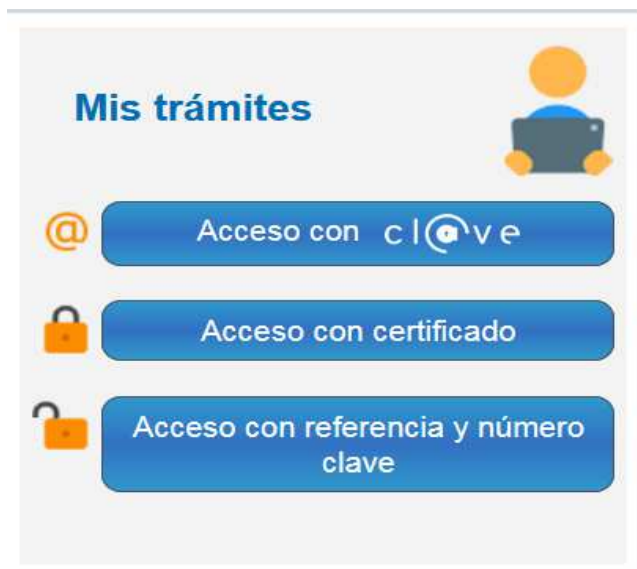 Mis trámites
@
Acceso con cl@ve
Acceso con certificado
Acceso con referencia y número
clave